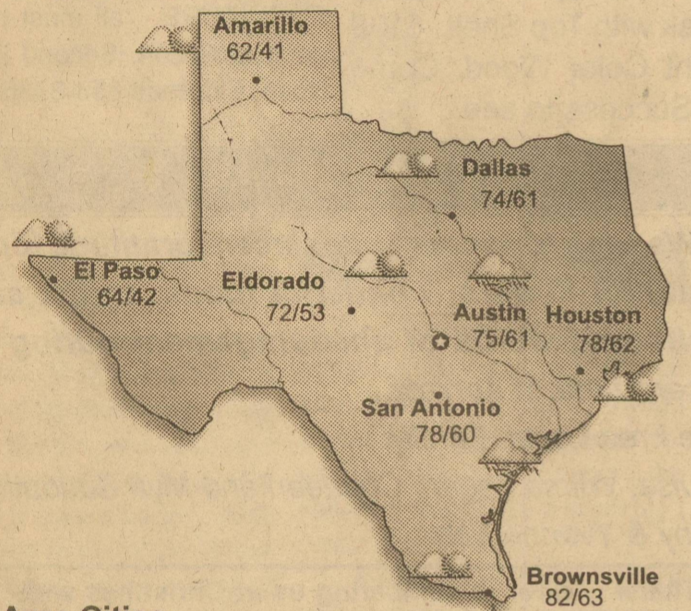 Amarillo
62/41
Dallas
74/61
El Paso
64/42
Eldorado
72/53
Austin
75/61
Houston
78/62
San Antonio
78/60
Brownsville
82/63